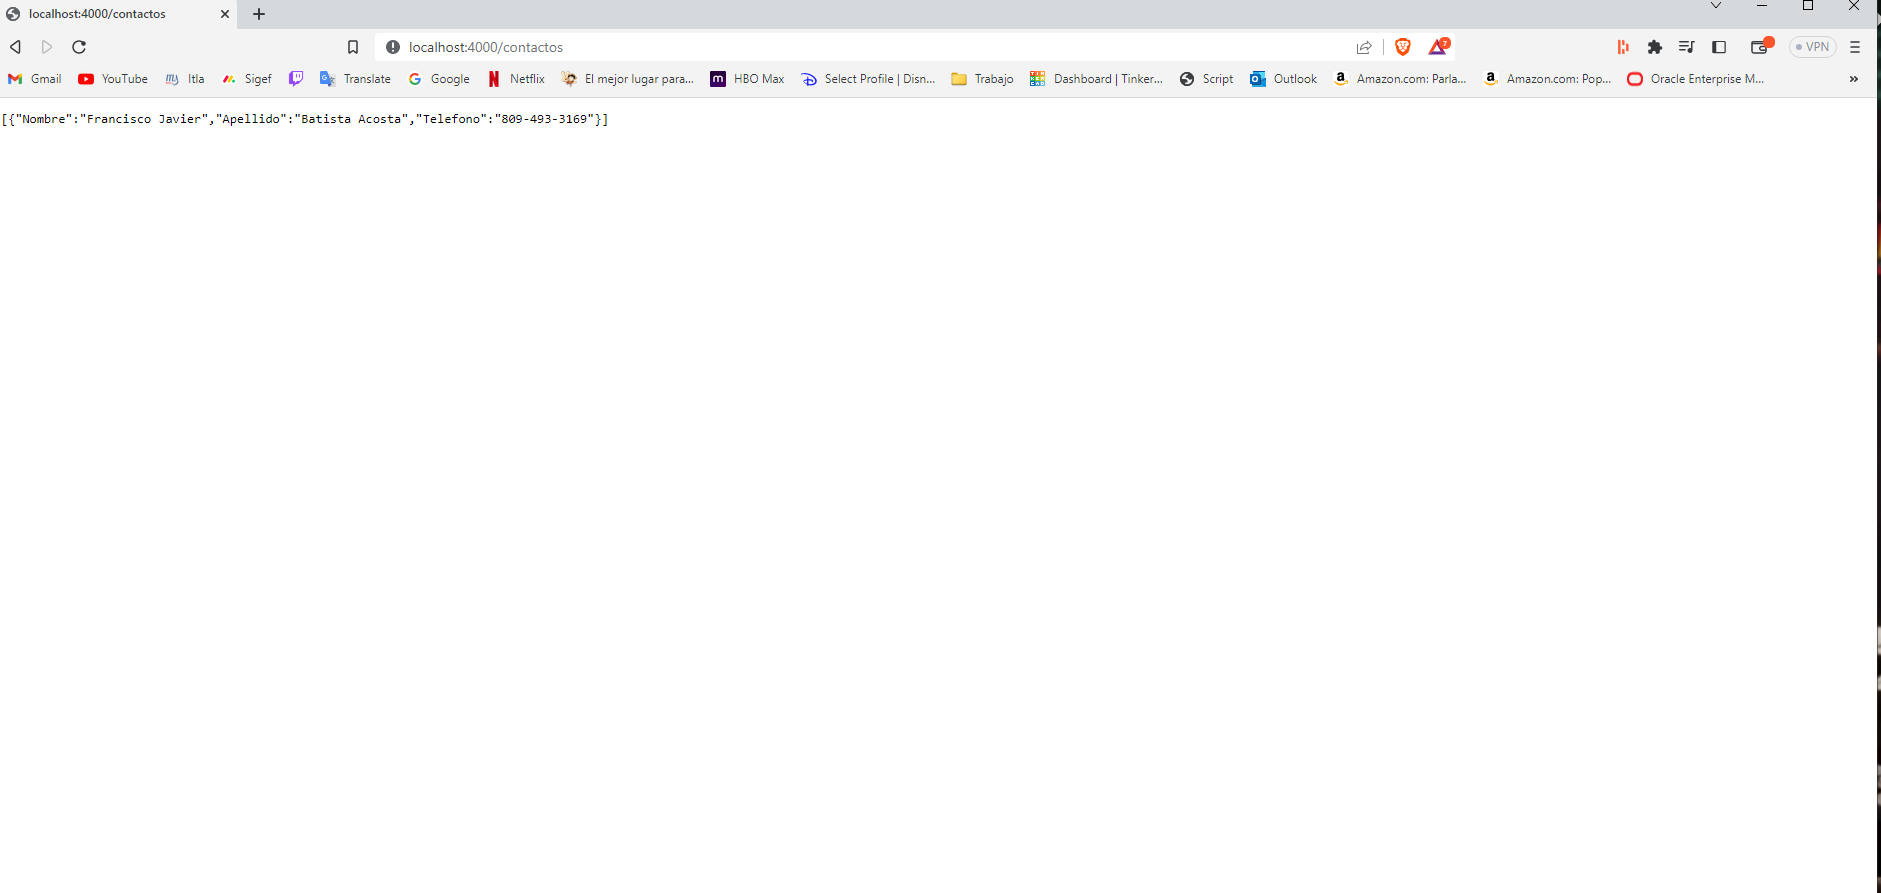 localhost:4000/contactos
localhost:4000/contactos 7 VPN
Gmail YouTube my Itla Sigef Translate Google Netflix El mejor lugar para... m HBO Max Select Profile | Disn... Trabajo Dashboard | Tinker... Script Outlook Amazon.com: Parla... Amazon.com: Pop... Oracle Enterprise M... »
[{"Nombre":"Francisco Javier","Apellido":"Batista Acosta","Telefono":"809-493-3169"}]